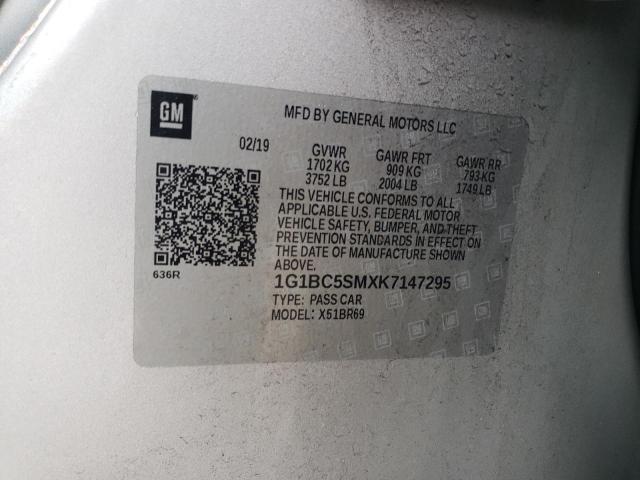 GM
MFD BY GENERAL MOTORS LLC
02/19
GVWR GAWR FRT GAWR RR
1702 KG 909 KG 793 KG
3752 LB 2004 LB 1749 LB
THIS VEHICLE CONFORMS TO ALL
APPLICABLE U.S. FEDERAL MOTOR
VEHICLE SAFETY, BUMPER, AND THEFT
PREVENTION STANDARDS IN EFFECT ON
THE DATE OF MANUFACTURE SHOWN
ABOVE.
636R
1G1BC5SMXK7147295
TYPE: PASS CAR
MODEL: X51BR69